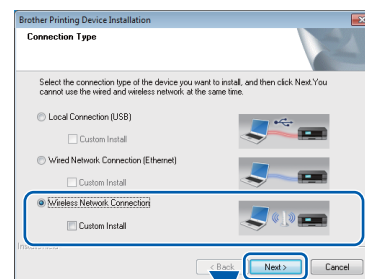 Brother Printing Device Installation
Connection Type
Select the connection type of the device you want to install, and then click Next. You
cannot use the wired and wireless network at the same time.
Local Connection (USB)
Custom Install
Wired Network Connection (Ethernet)
Custom Install
Wireless Network Connection
Custom Install
< Back
Next >
Cancel